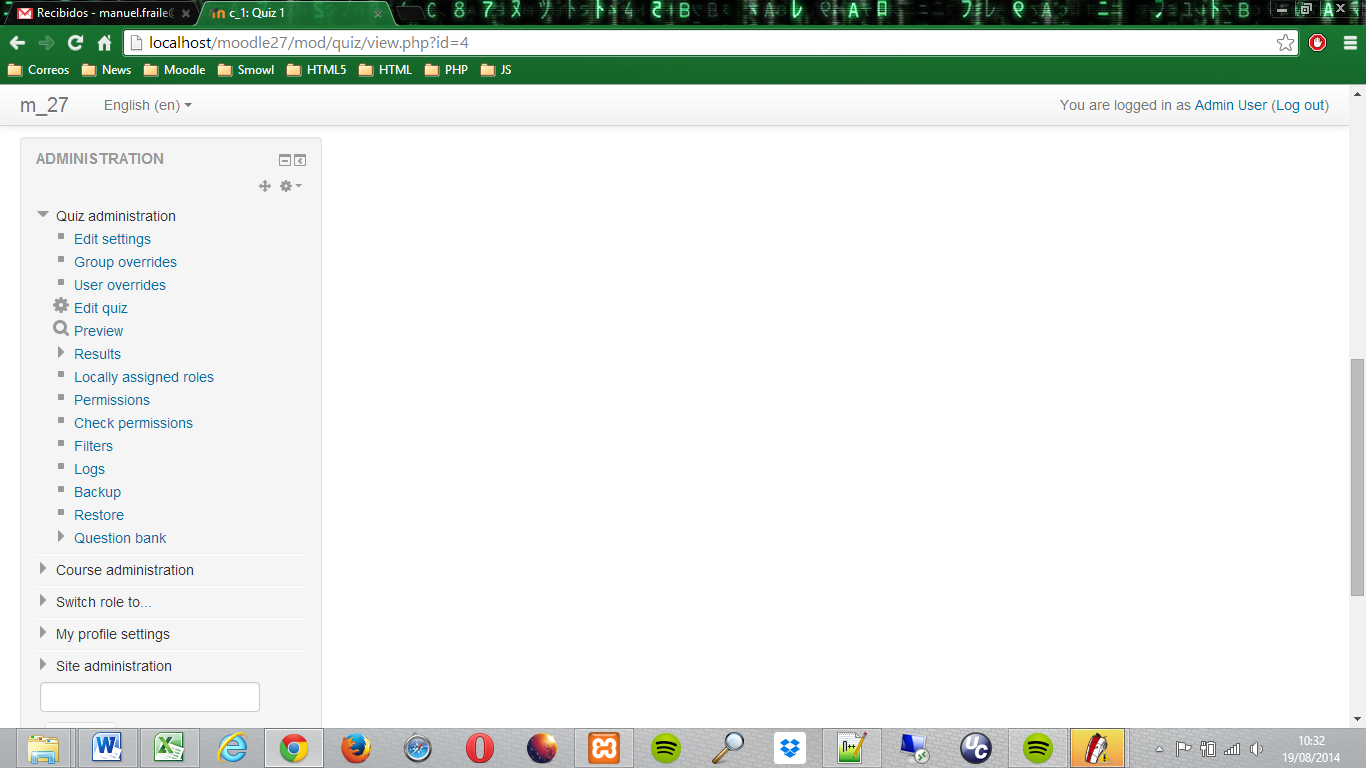 Recibidos - manuel.fraile@
c_1: Quiz 1
localhost/moodle27/mod/quiz/view.php?id=4
Correos News Moodle Smowl HTML5 HTML PHP JS
m_27 English (en) You are logged in as Admin User (Log out)
ADMINISTRATION
Quiz administration
Edit settings
Group overrides
User overrides
Edit quiz
Preview
Results
Locally assigned roles
Permissions
Check permissions
Filters
Logs
Backup
Restore
Question bank
Course administration
Switch role to...
My profile settings
Site administration
10:32
19/08/2014